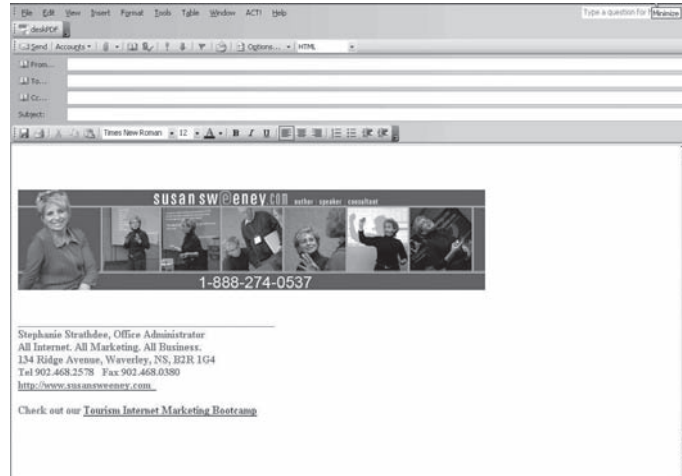 File Edit View Insert Format Tools Table Window ACT! Help
Type a question for Minimize
deskPDF
Send Accounts Options... HTML
From...
To...
Cc...
Subject:
Times New Roman 12 A B I U
susansw@eney.com author | speaker | consultant
1-888-274-0537
Stephanie Strathdee, Office Administrator
All Internet. All Marketing. All Business.
134 Ridge Avenue, Waverley, NS, B2R 1G4
Tel 902.468.2578 Fax 902.468.0380
http://www.susansweeney.com
Check out our Tourism Internet Marketing Bootcamp